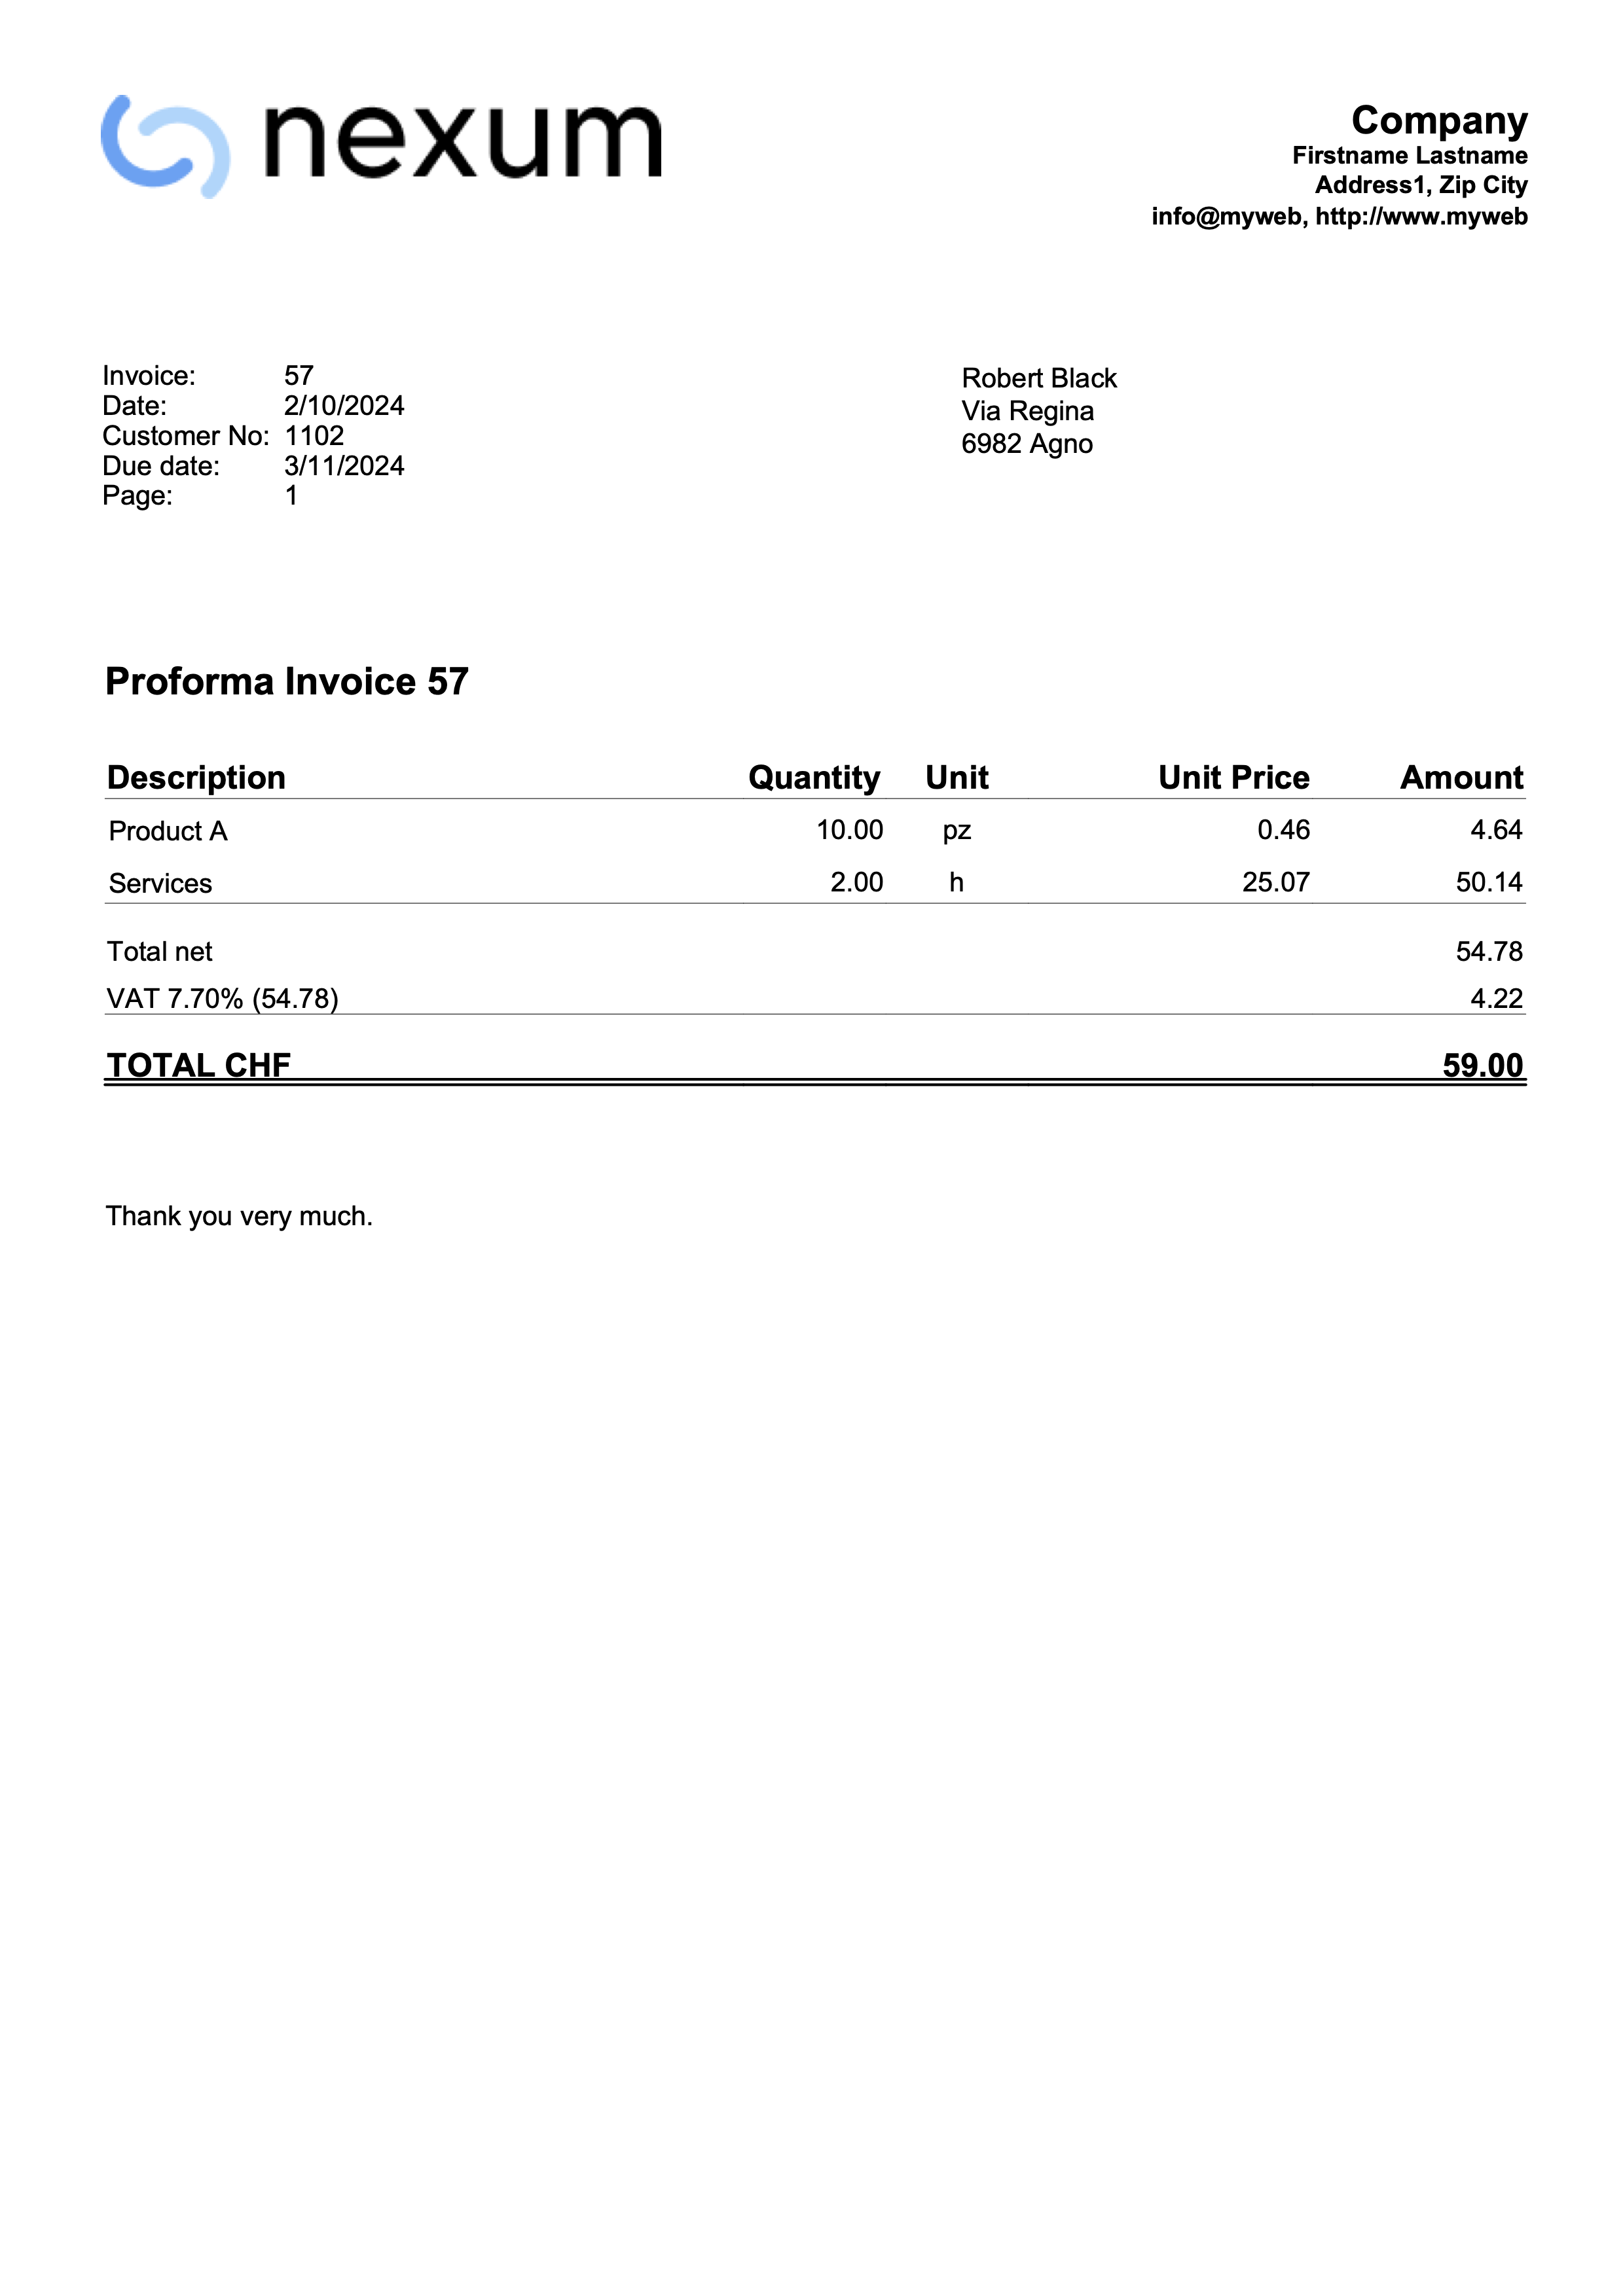 nexum
Company
Firstname Lastname
Address1, Zip City
info@myweb, http://www.myweb
Invoice: 57
Date: 2/10/2024
Customer No: 1102
Due date: 3/11/2024
Page: 1
Robert Black
Via Regina
6982 Agno
Proforma Invoice 57
Description Quantity Unit Unit Price Amount
Product A 10.00 pz 0.46 4.64
Services 2.00 h 25.07 50.14
Total net 54.78
VAT 7.70% (54.78) 4.22
TOTAL CHF 59.00
Thank you very much.